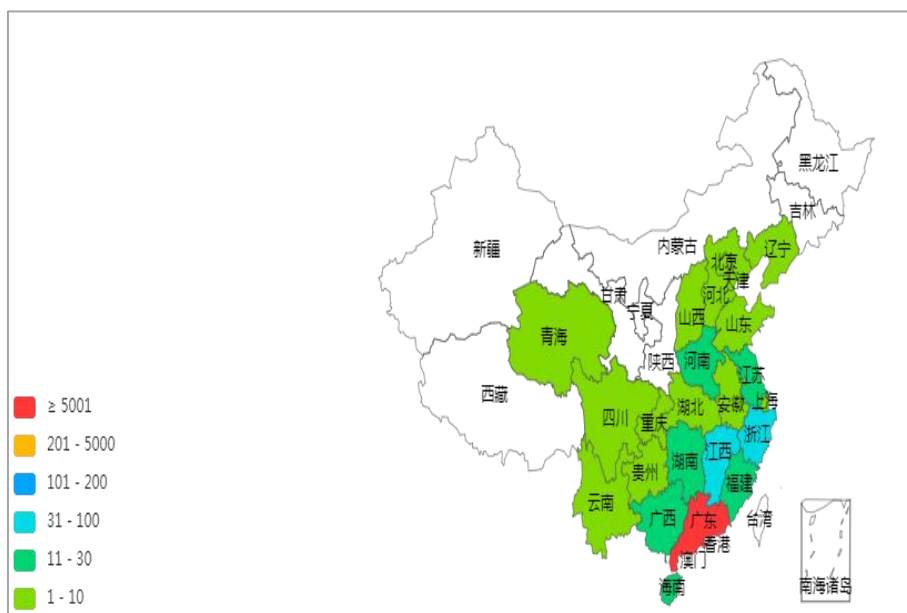 黑龙江
吉林
内蒙古
新疆
辽宁
北京
天津
甘肃
河北
宁夏
山西
山东
青海
陕西
河南
西藏
江苏
上海
四川
重庆
湖北
安徽
浙江
江西
湖南
贵州
福建
云南
广西
广东
台湾
香港
澳门
海南
南海诸岛
≥ 5001
201 - 5000
101 - 200
31 - 100
11 - 30
1 - 10